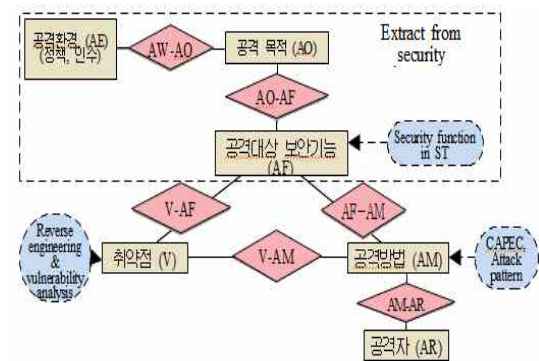 공격환경, (AE)
(정책, 인수)
AW-AO
공격 목적 (AO)
Extract from
security
AO-AF
공격대상 보안기능
(AF)
Security function
in ST
V-AF
AF-AM
Reverse
engineering
&
vulnerability
analysis
취약점 (V)
V-AM
공격방법 (AM)
CAPEC,
Attack
pattern
AM-AR
공격자 (AR)